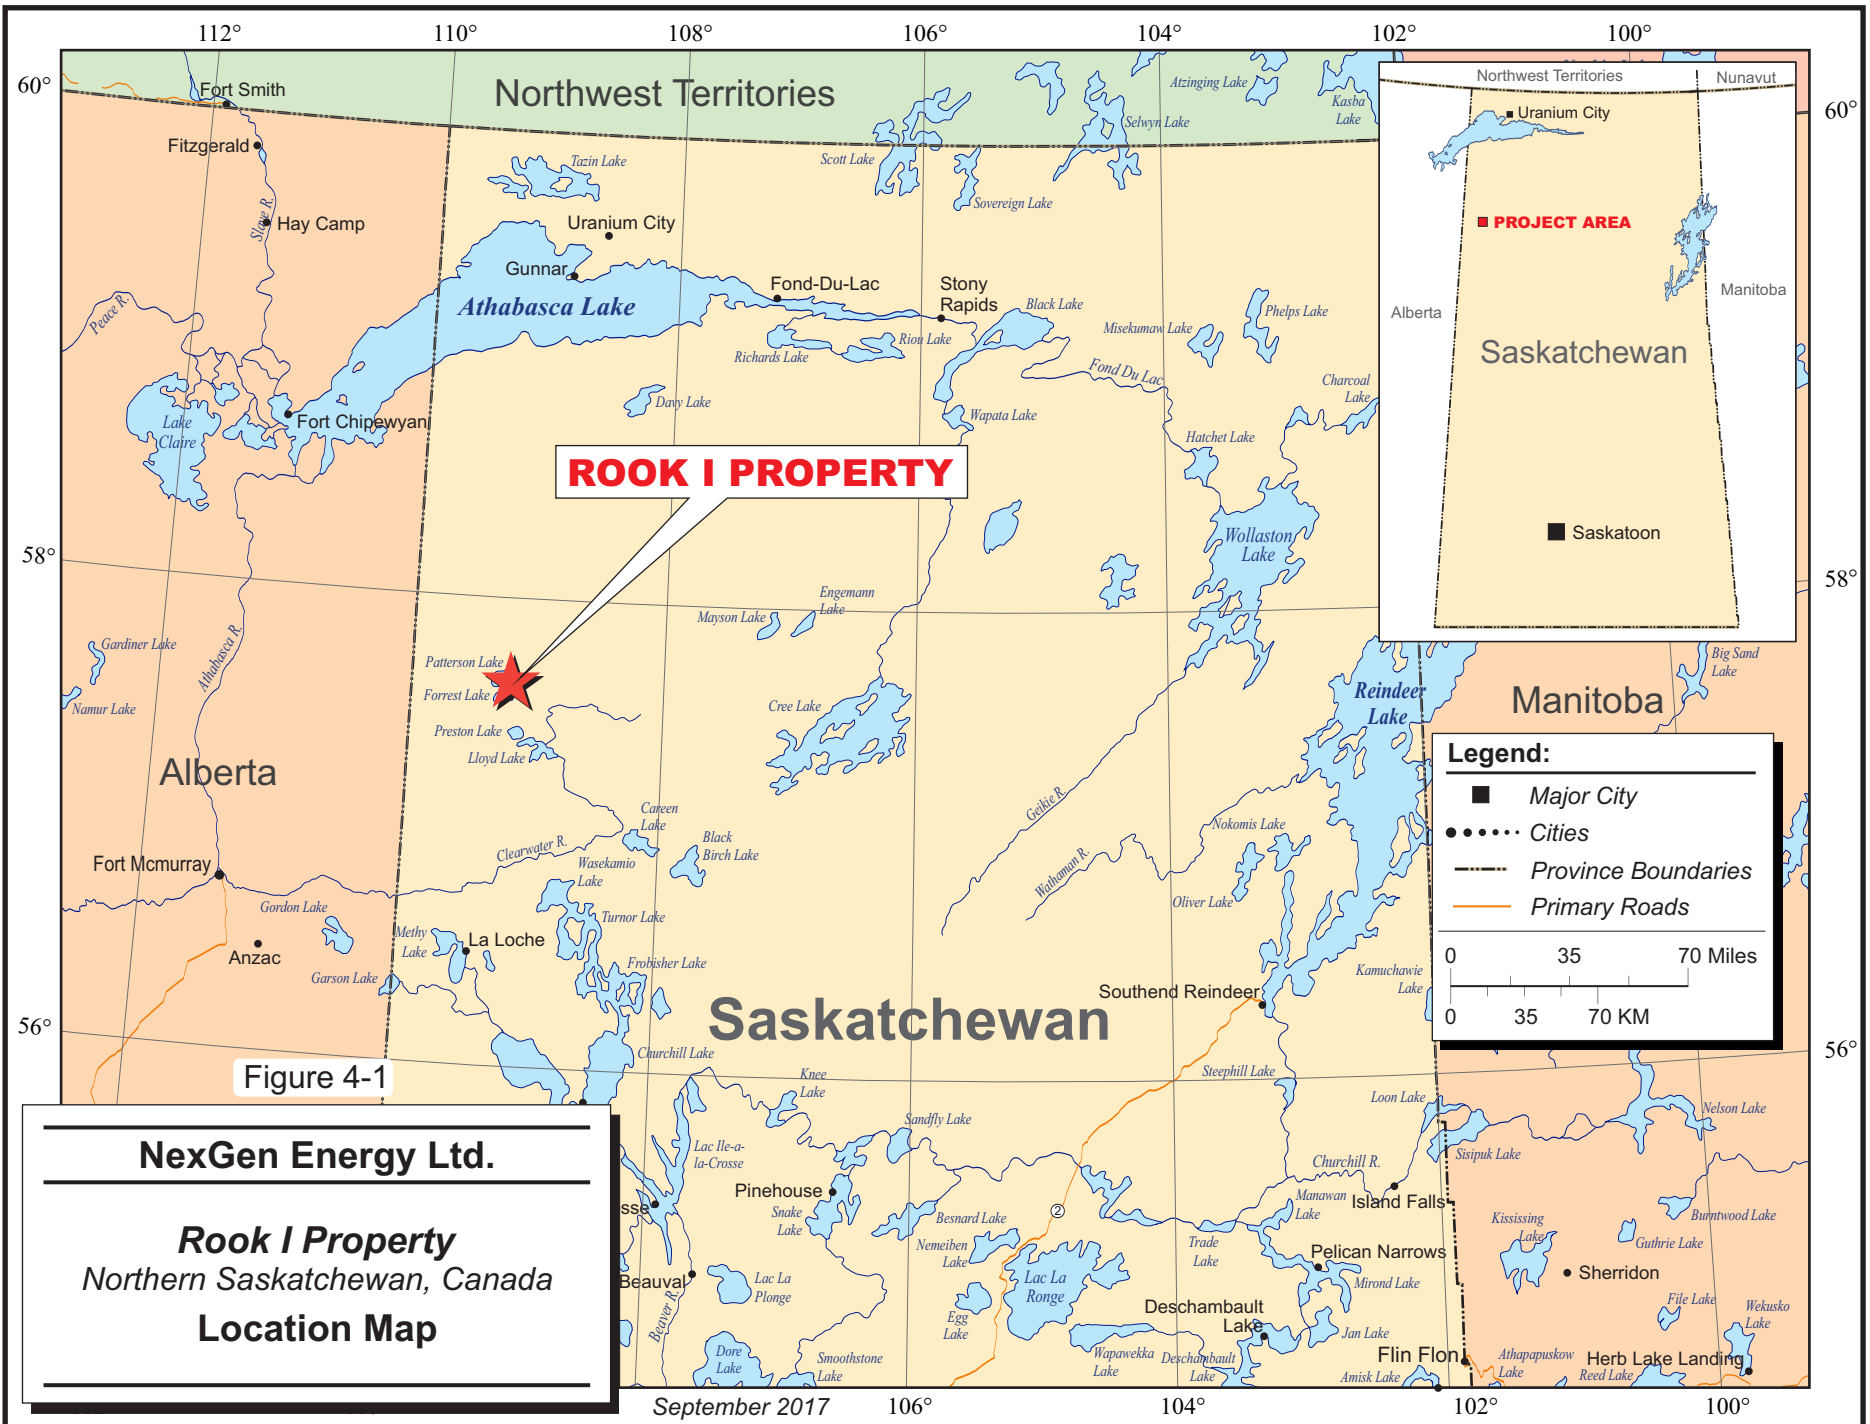 112°
110°
108°
106°
104°
102°
100°
60°
60°
58°
58°
56°
56°
Northwest Territories
Fort Smith
Fitzgerald
Hay Camp
Slave R.
Peace R.
Lake
Claire
Fort Chipewyan
Tazin Lake
Uranium City
Gunnar
Athabasca Lake
Fond-Du-Lac
Stony
Rapids
Black Lake
Riou Lake
Richards Lake
Davy Lake
Wapata Lake
Scott Lake
Sovereign Lake
Selwyn Lake
Atzinging Lake
Kasba
Lake
Misekumaw Lake
Phelps Lake
Fond Du Lac
Charcoal
Lake
Hatchet Lake
Wollaston
Lake
ROOK I PROPERTY
Engemann
Lake
Mayson Lake
Patterson Lake
Forrest Lake
Preston Lake
Lloyd Lake
Cree Lake
Gardiner Lake
Namur Lake
Athabasca R.
Alberta
Fort Mcmurray
Gordon Lake
Anzac
Garson Lake
Clearwater R.
Careen
Lake
Black
Birch Lake
Wasekamio
Lake
Turnor Lake
Methy
Lake
La Loche
Frobisher Lake
Churchill Lake
Saskatchewan
Geikie R.
Wathaman R.
Nokomis Lake
Oliver Lake
Reindeer
Lake
Southend Reindeer
Kamuchawie
Lake
Steephill Lake
Loon Lake
Knee
Lake
Sandfly Lake
Lac Ile-a-
la-Crosse
Pinehouse
Snake
Lake
Besnard Lake
Nemeiben
Lake
Lac La
Ronge
Egg
Lake
2
Churchill R.
Island Falls
Manawan
Lake
Trade
Lake
Pelican Narrows
Mirond Lake
Deschambault
Lake
Jan Lake
Wapawekka
Lake
Deschambault
Lake
Amisk Lake
Flin Flon
sse
Beauval
Beaver R.
Lac La
Plonge
Dore
Lake
Smoothstone
Lake
Manitoba
Big Sand
Lake
Nelson Lake
Sisipuk Lake
Kississing
Lake
Burntwood Lake
Guthrie Lake
Sherridon
File Lake
Wekusko
Lake
Athapapuskow
Lake
Reed Lake
Herb Lake Landing
Northwest Territories
Nunavut
Uranium City
PROJECT AREA
Alberta
Manitoba
Saskatchewan
Saskatoon
Legend:
Major City
Cities
Province Boundaries
Primary Roads
0 35 70 Miles
0 35 70 KM
Figure 4-1
NexGen Energy Ltd.
Rook I Property
Northern Saskatchewan, Canada
Location Map
September 2017
106°
104°
102°
100°